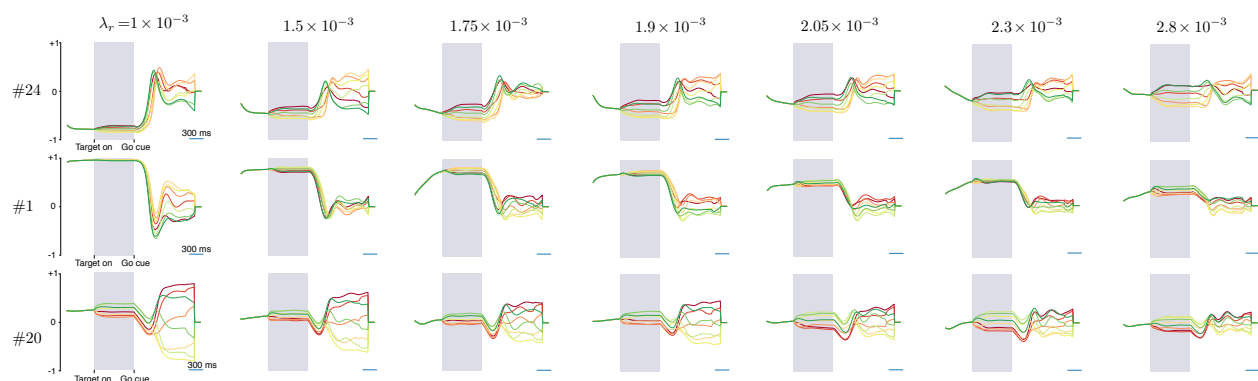 λ_r =1 × 10⁻³ 1.5 × 10⁻³ 1.75 × 10⁻³ 1.9 × 10⁻³ 2.05 × 10⁻³ 2.3 × 10⁻³ 2.8 × 10⁻³
+1
#24 0
300 ms
-1
Target on Go cue
+1
#1 0
300 ms
-1
Target on Go cue
+1
#20 0
300 ms
-1
Target on Go cue